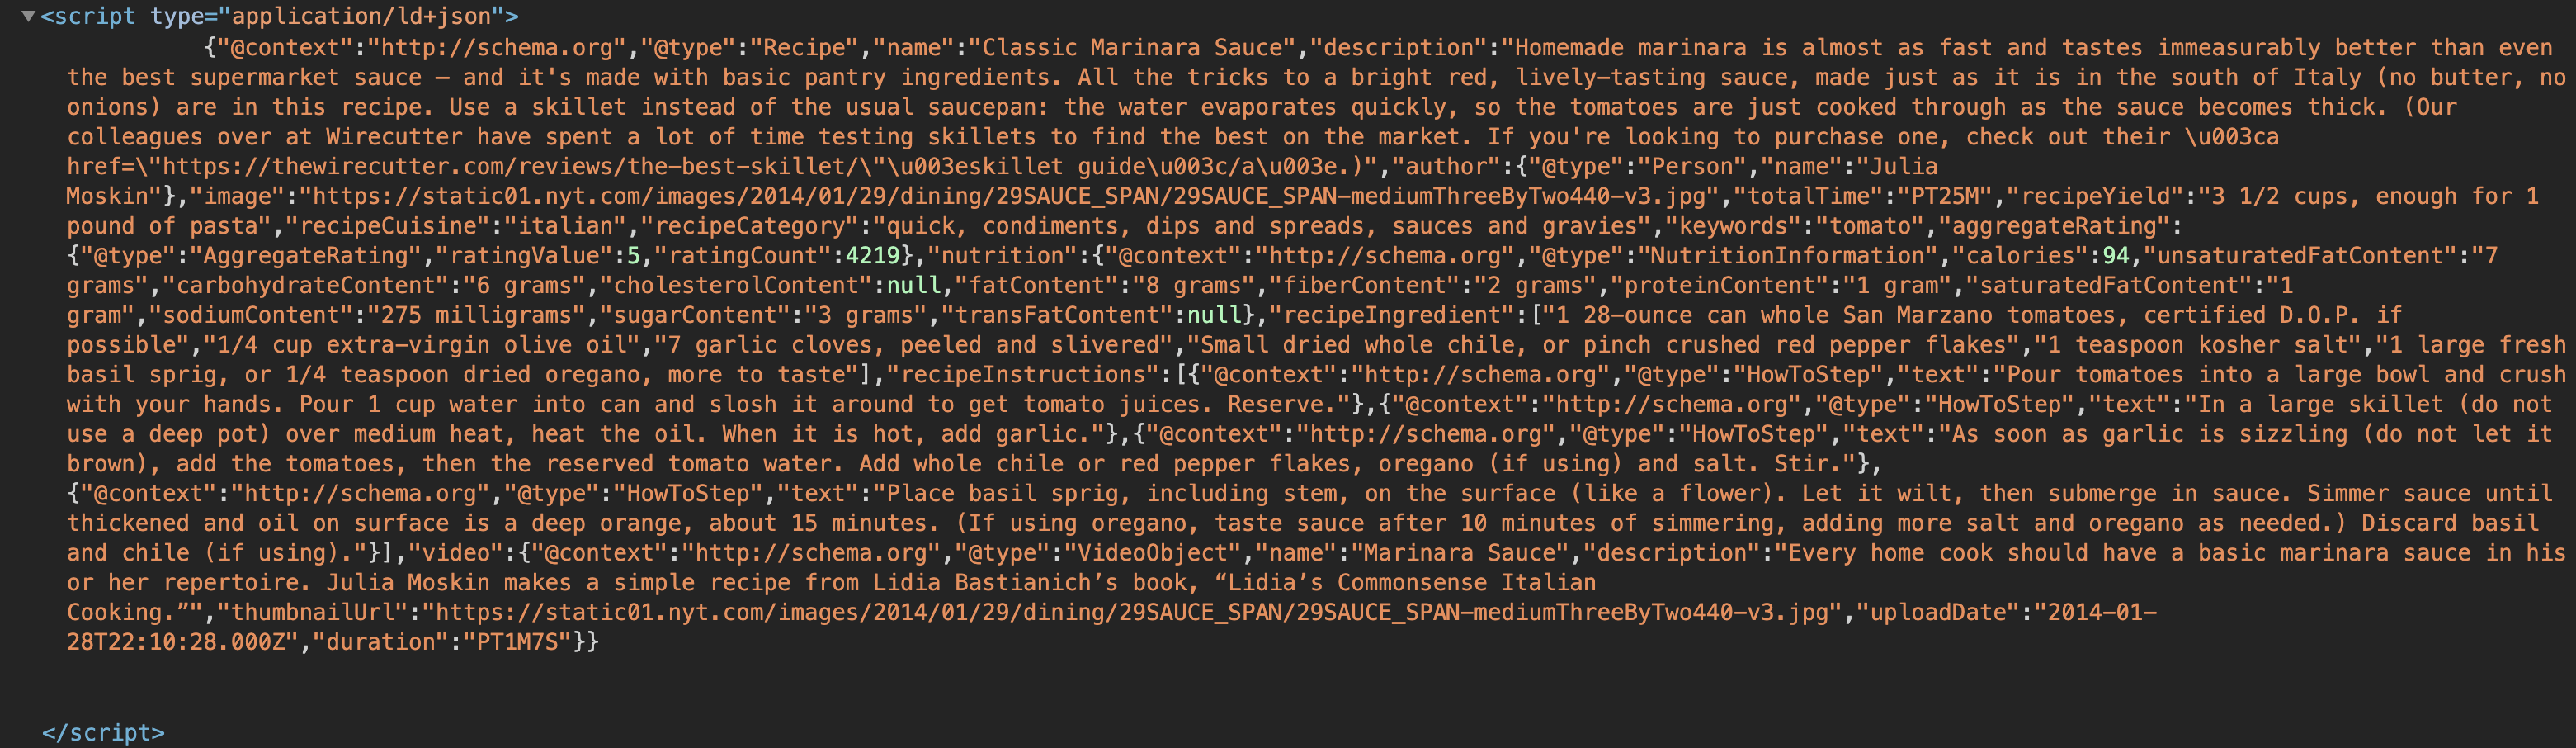 <script type="application/ld+json">
{"@context":"http://schema.org","@type":"Recipe","name":"Classic Marinara Sauce","description":"Homemade marinara is almost as fast and tastes immeasurably better than even
the best supermarket sauce — and it's made with basic pantry ingredients. All the tricks to a bright red, lively-tasting sauce, made just as it is in the south of Italy (no butter, no
onions) are in this recipe. Use a skillet instead of the usual saucepan: the water evaporates quickly, so the tomatoes are just cooked through as the sauce becomes thick. (Our
colleagues over at Wirecutter have spent a lot of time testing skillets to find the best on the market. If you're looking to purchase one, check out their \u003ca
href=\"https://thewirecutter.com/reviews/the-best-skillet/\"\u003eskillet guide\u003c/a\u003e.)","author":{"@type":"Person","name":"Julia
Moskin"},"image":"https://static01.nyt.com/images/2014/01/29/dining/29SAUCE_SPAN/29SAUCE_SPAN-mediumThreeByTwo440-v3.jpg","totalTime":"PT25M","recipeYield":"3 1/2 cups, enough for 1
pound of pasta","recipeCuisine":"italian","recipeCategory":"quick, condiments, dips and spreads, sauces and gravies","keywords":"tomato","aggregateRating":
{"@type":"AggregateRating","ratingValue":5,"ratingCount":4219},"nutrition":{"@context":"http://schema.org","@type":"NutritionInformation","calories":94,"unsaturatedFatContent":"7
grams","carbohydrateContent":"6 grams","cholesterolContent":null,"fatContent":"8 grams","fiberContent":"2 grams","proteinContent":"1 gram","saturatedFatContent":"1
gram","sodiumContent":"275 milligrams","sugarContent":"3 grams","transFatContent":null},"recipeIngredient":["1 28-ounce can whole San Marzano tomatoes, certified D.O.P. if
possible","1/4 cup extra-virgin olive oil","7 garlic cloves, peeled and slivered","Small dried whole chile, or pinch crushed red pepper flakes","1 teaspoon kosher salt","1 large fresh
basil sprig, or 1/4 teaspoon dried oregano, more to taste"],"recipeInstructions":[{"@context":"http://schema.org","@type":"HowToStep","text":"Pour tomatoes into a large bowl and crush
with your hands. Pour 1 cup water into can and slosh it around to get tomato juices. Reserve."},{"@context":"http://schema.org","@type":"HowToStep","text":"In a large skillet (do not
use a deep pot) over medium heat, heat the oil. When it is hot, add garlic."},{"@context":"http://schema.org","@type":"HowToStep","text":"As soon as garlic is sizzling (do not let it
brown), add the tomatoes, then the reserved tomato water. Add whole chile or red pepper flakes, oregano (if using) and salt. Stir."},
{"@context":"http://schema.org","@type":"HowToStep","text":"Place basil sprig, including stem, on the surface (like a flower). Let it wilt, then submerge in sauce. Simmer sauce until
thickened and oil on surface is a deep orange, about 15 minutes. (If using oregano, taste sauce after 10 minutes of simmering, adding more salt and oregano as needed.) Discard basil
and chile (if using)."}],"video":{"@context":"http://schema.org","@type":"VideoObject","name":"Marinara Sauce","description":"Every home cook should have a basic marinara sauce in his
or her repertoire. Julia Moskin makes a simple recipe from Lidia Bastianich’s book, “Lidia’s Commonsense Italian
Cooking.”","thumbnailUrl":"https://static01.nyt.com/images/2014/01/29/dining/29SAUCE_SPAN/29SAUCE_SPAN-mediumThreeByTwo440-v3.jpg","uploadDate":"2014-01-
28T22:10:28.000Z","duration":"PT1M7S"}}
</script>